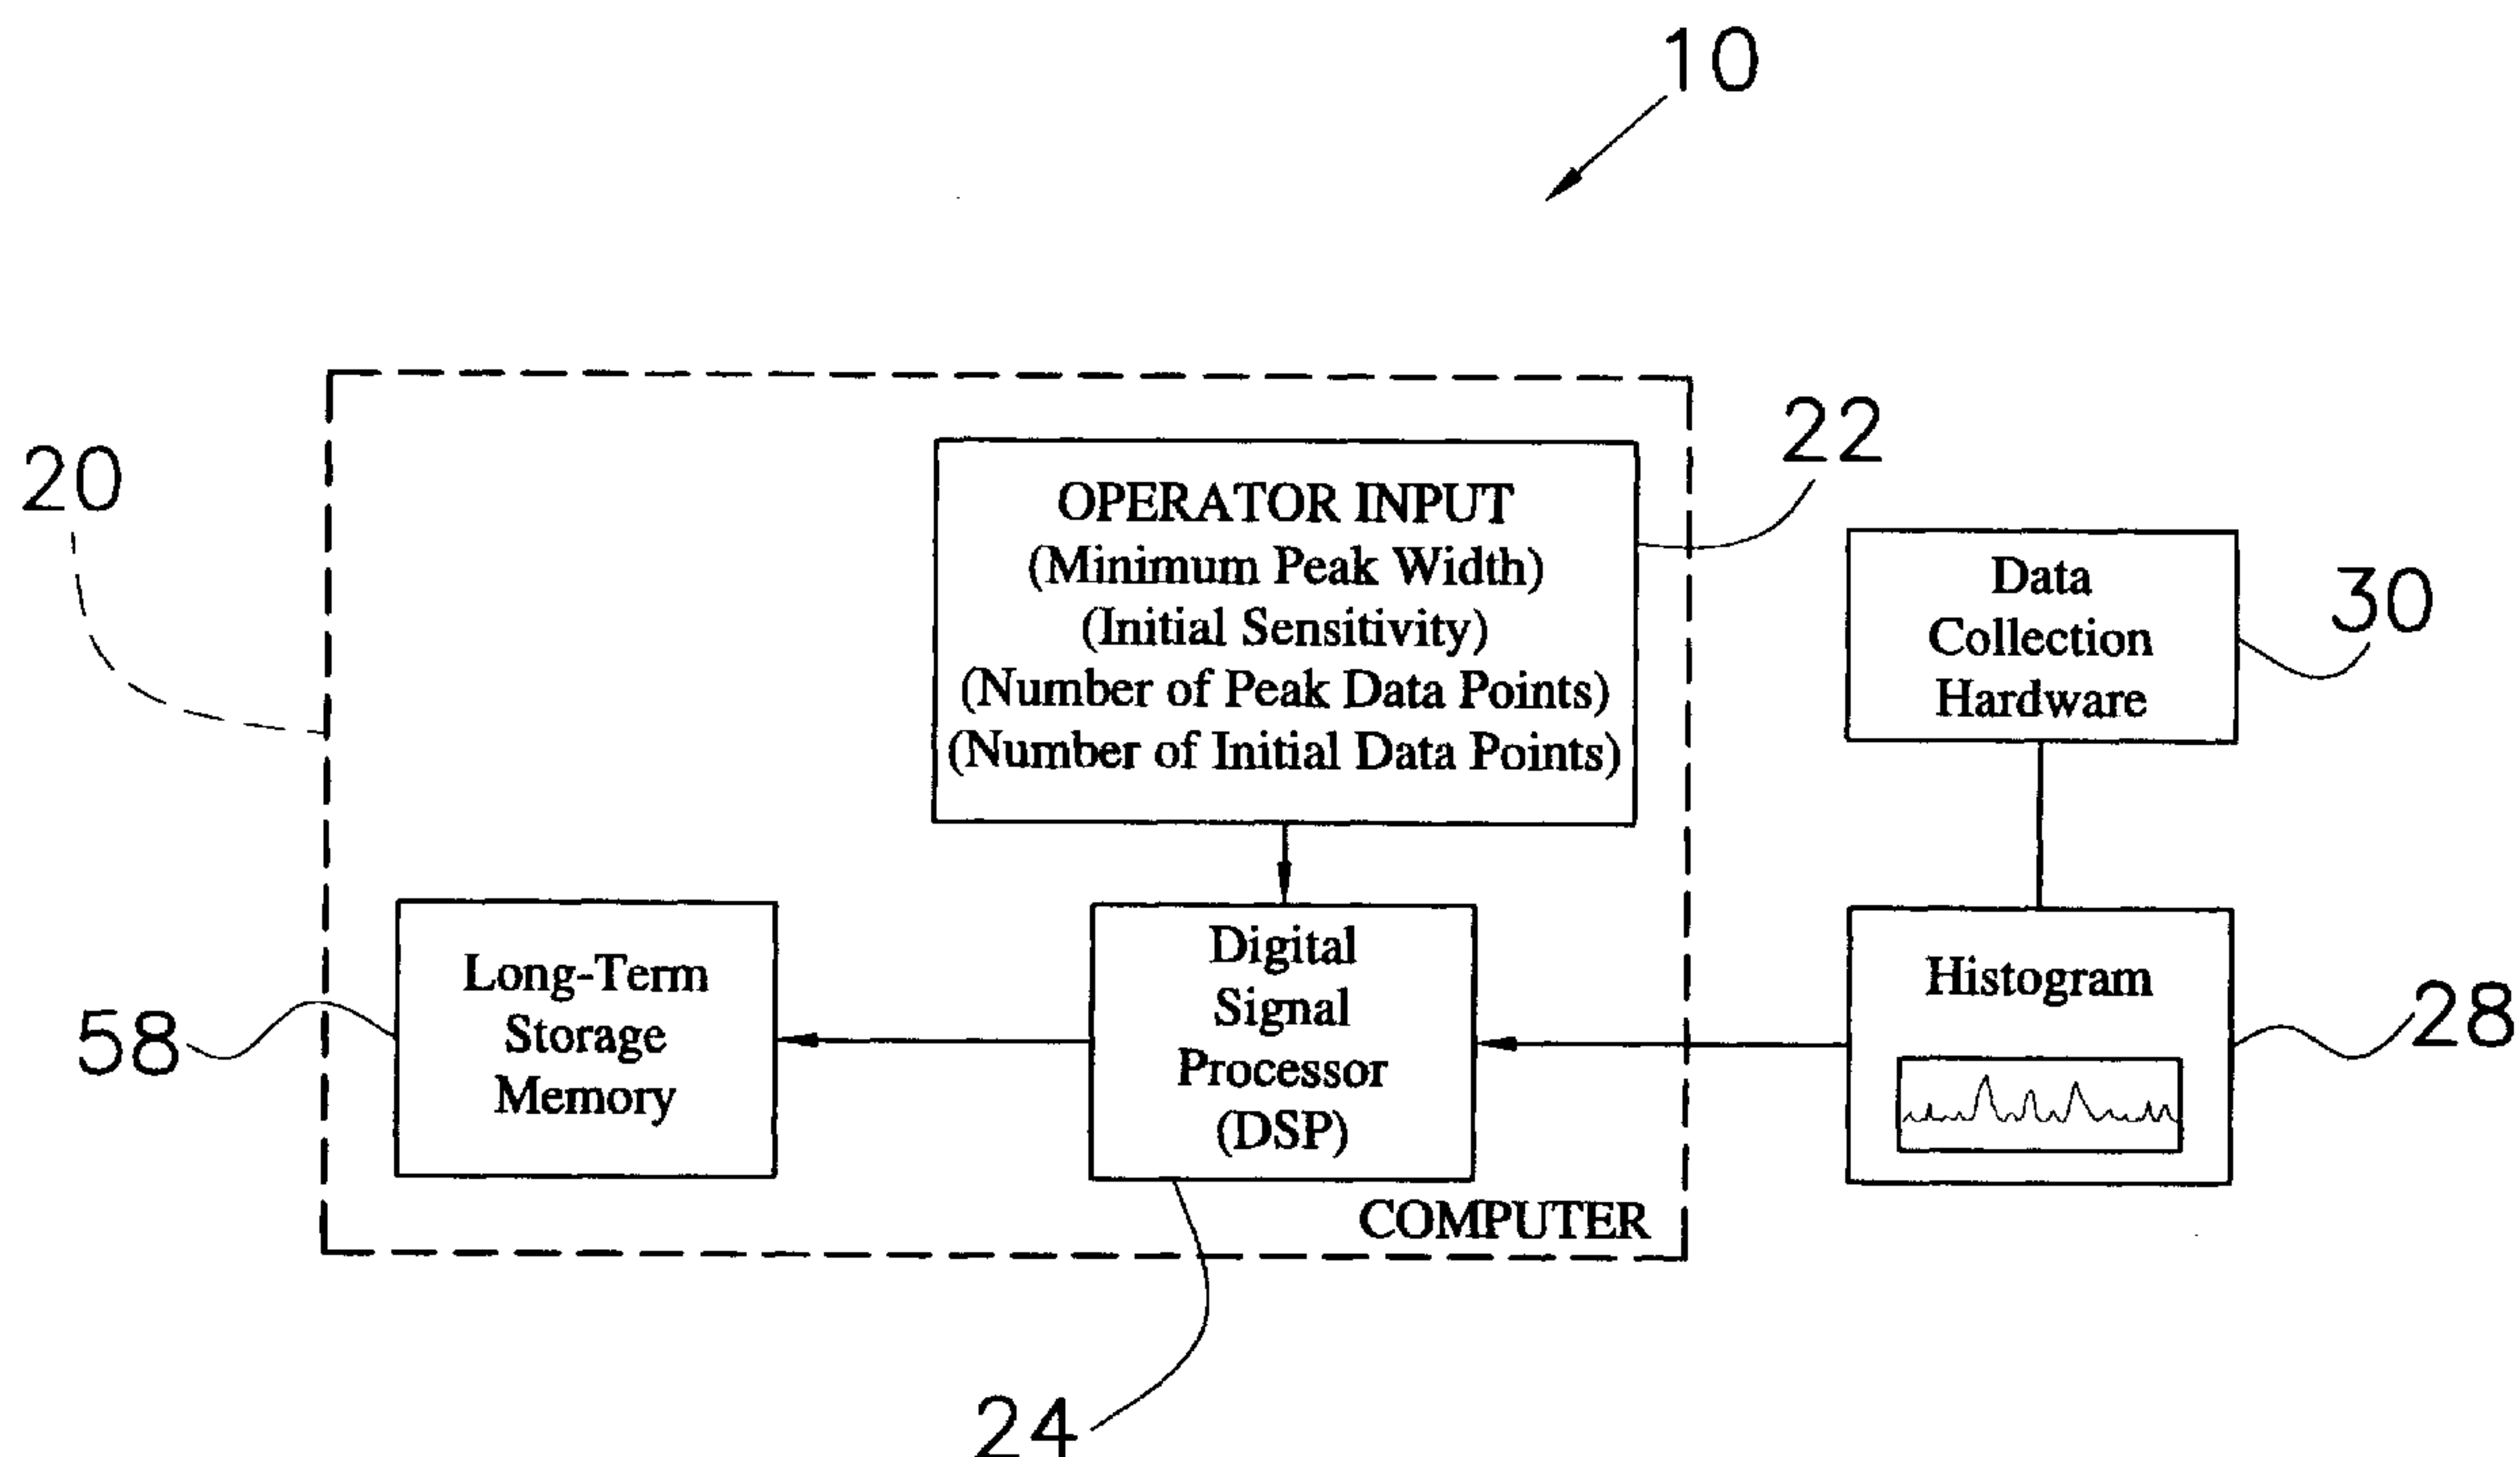 10
20
22
OPERATOR INPUT
(Minimum Peak Width)
(Initial Sensitivity)
(Number of Peak Data Points)
(Number of Initial Data Points)
Data
Collection
Hardware
30
58
Long-Term
Storage
Memory
Digital
Signal
Processor
(DSP)
Histogram
28
COMPUTER
24